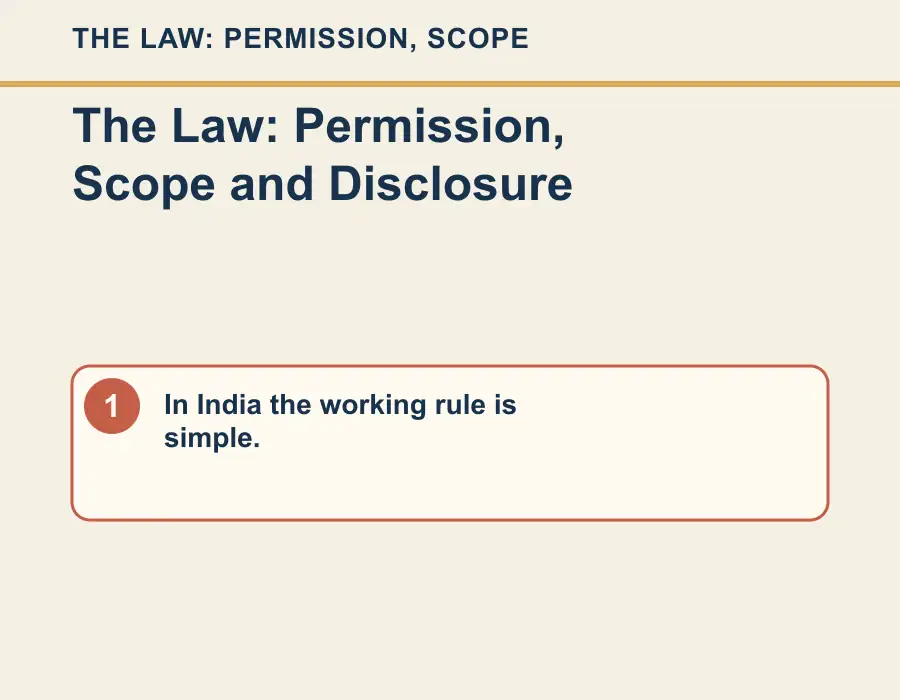 THE LAW: PERMISSION, SCOPE
The Law: Permission,
Scope and Disclosure
1
In India the working rule is
simple.